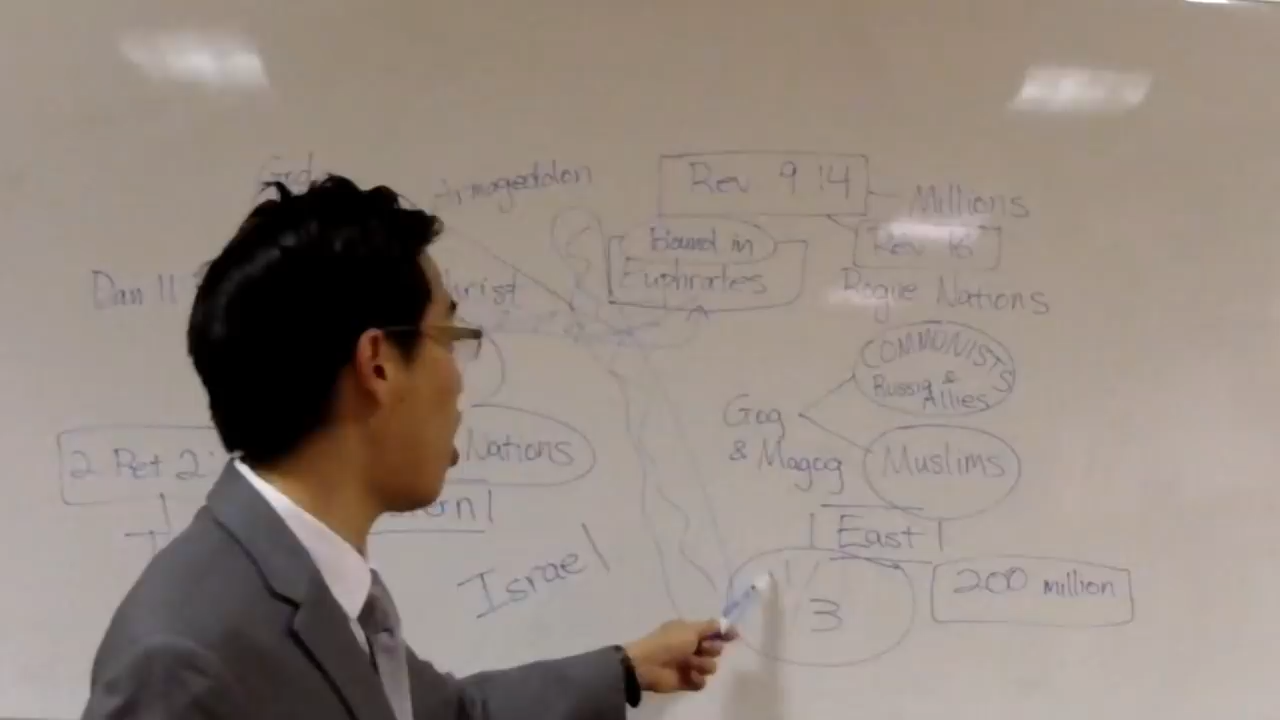 Armageddon
Rev 9:14
Millions
Bound in
Euphrates
Rev 16
Dan 11
Rogue Nations
COMMONISTS
Russia &
Allies
Gog
& Magog
Muslims
2 Pet 2:
Nations
East
Israel
200 million
3